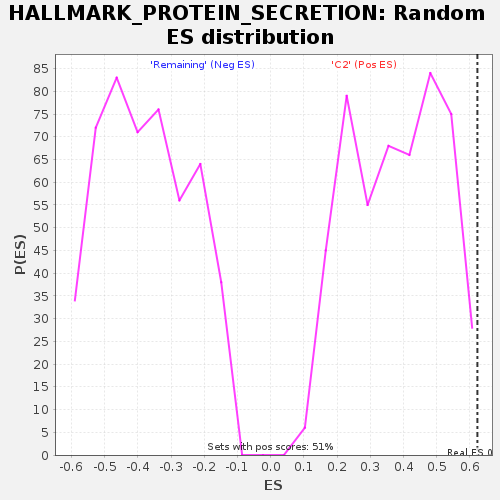 HALLMARK_PROTEIN_SECRETION: Random
ES distribution
'Remaining' (Neg ES) 'C2' (Pos ES)
85
80
75
70
65
60
55
50
45
40
35
30
25
20
15
10
5
0
P(ES)
Sets with pos scores: 51%
Real ES 0
-0.6 -0.5 -0.4 -0.3 -0.2 -0.1 0.0 0.1 0.2 0.3 0.4 0.5 0.6
ES